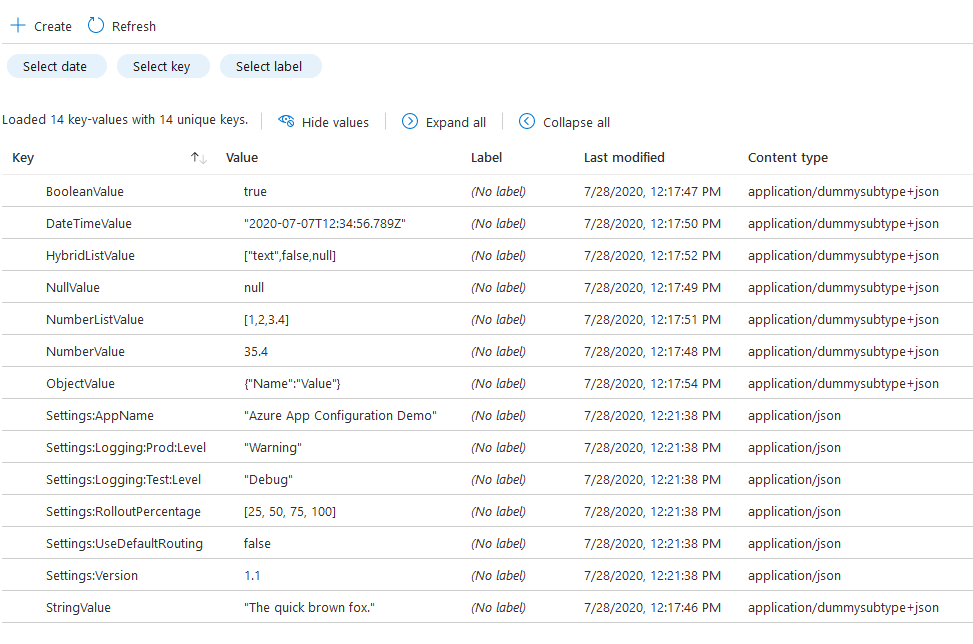 Create Refresh
Select date Select key Select label
Loaded 14 key-values with 14 unique keys. Hide values Expand all Collapse all
Key Value Label Last modified Content type
BooleanValue true (No label) 7/28/2020, 12:17:47 PM application/dummysubtype+json
DateTimeValue "2020-07-07T12:34:56.789Z" (No label) 7/28/2020, 12:17:50 PM application/dummysubtype+json
HybridListValue ["text",false,null] (No label) 7/28/2020, 12:17:52 PM application/dummysubtype+json
NullValue null (No label) 7/28/2020, 12:17:49 PM application/dummysubtype+json
NumberListValue [1,2,3.4] (No label) 7/28/2020, 12:17:51 PM application/dummysubtype+json
NumberValue 35.4 (No label) 7/28/2020, 12:17:48 PM application/dummysubtype+json
ObjectValue {"Name":"Value"} (No label) 7/28/2020, 12:17:54 PM application/dummysubtype+json
Settings:AppName "Azure App Configuration Demo" (No label) 7/28/2020, 12:21:38 PM application/json
Settings:Logging:Prod:Level "Warning" (No label) 7/28/2020, 12:21:38 PM application/json
Settings:Logging:Test:Level "Debug" (No label) 7/28/2020, 12:21:38 PM application/json
Settings:RolloutPercentage [25, 50, 75, 100] (No label) 7/28/2020, 12:21:38 PM application/json
Settings:UseDefaultRouting false (No label) 7/28/2020, 12:21:38 PM application/json
Settings:Version 1.1 (No label) 7/28/2020, 12:21:38 PM application/json
StringValue "The quick brown fox." (No label) 7/28/2020, 12:17:46 PM application/dummysubtype+json